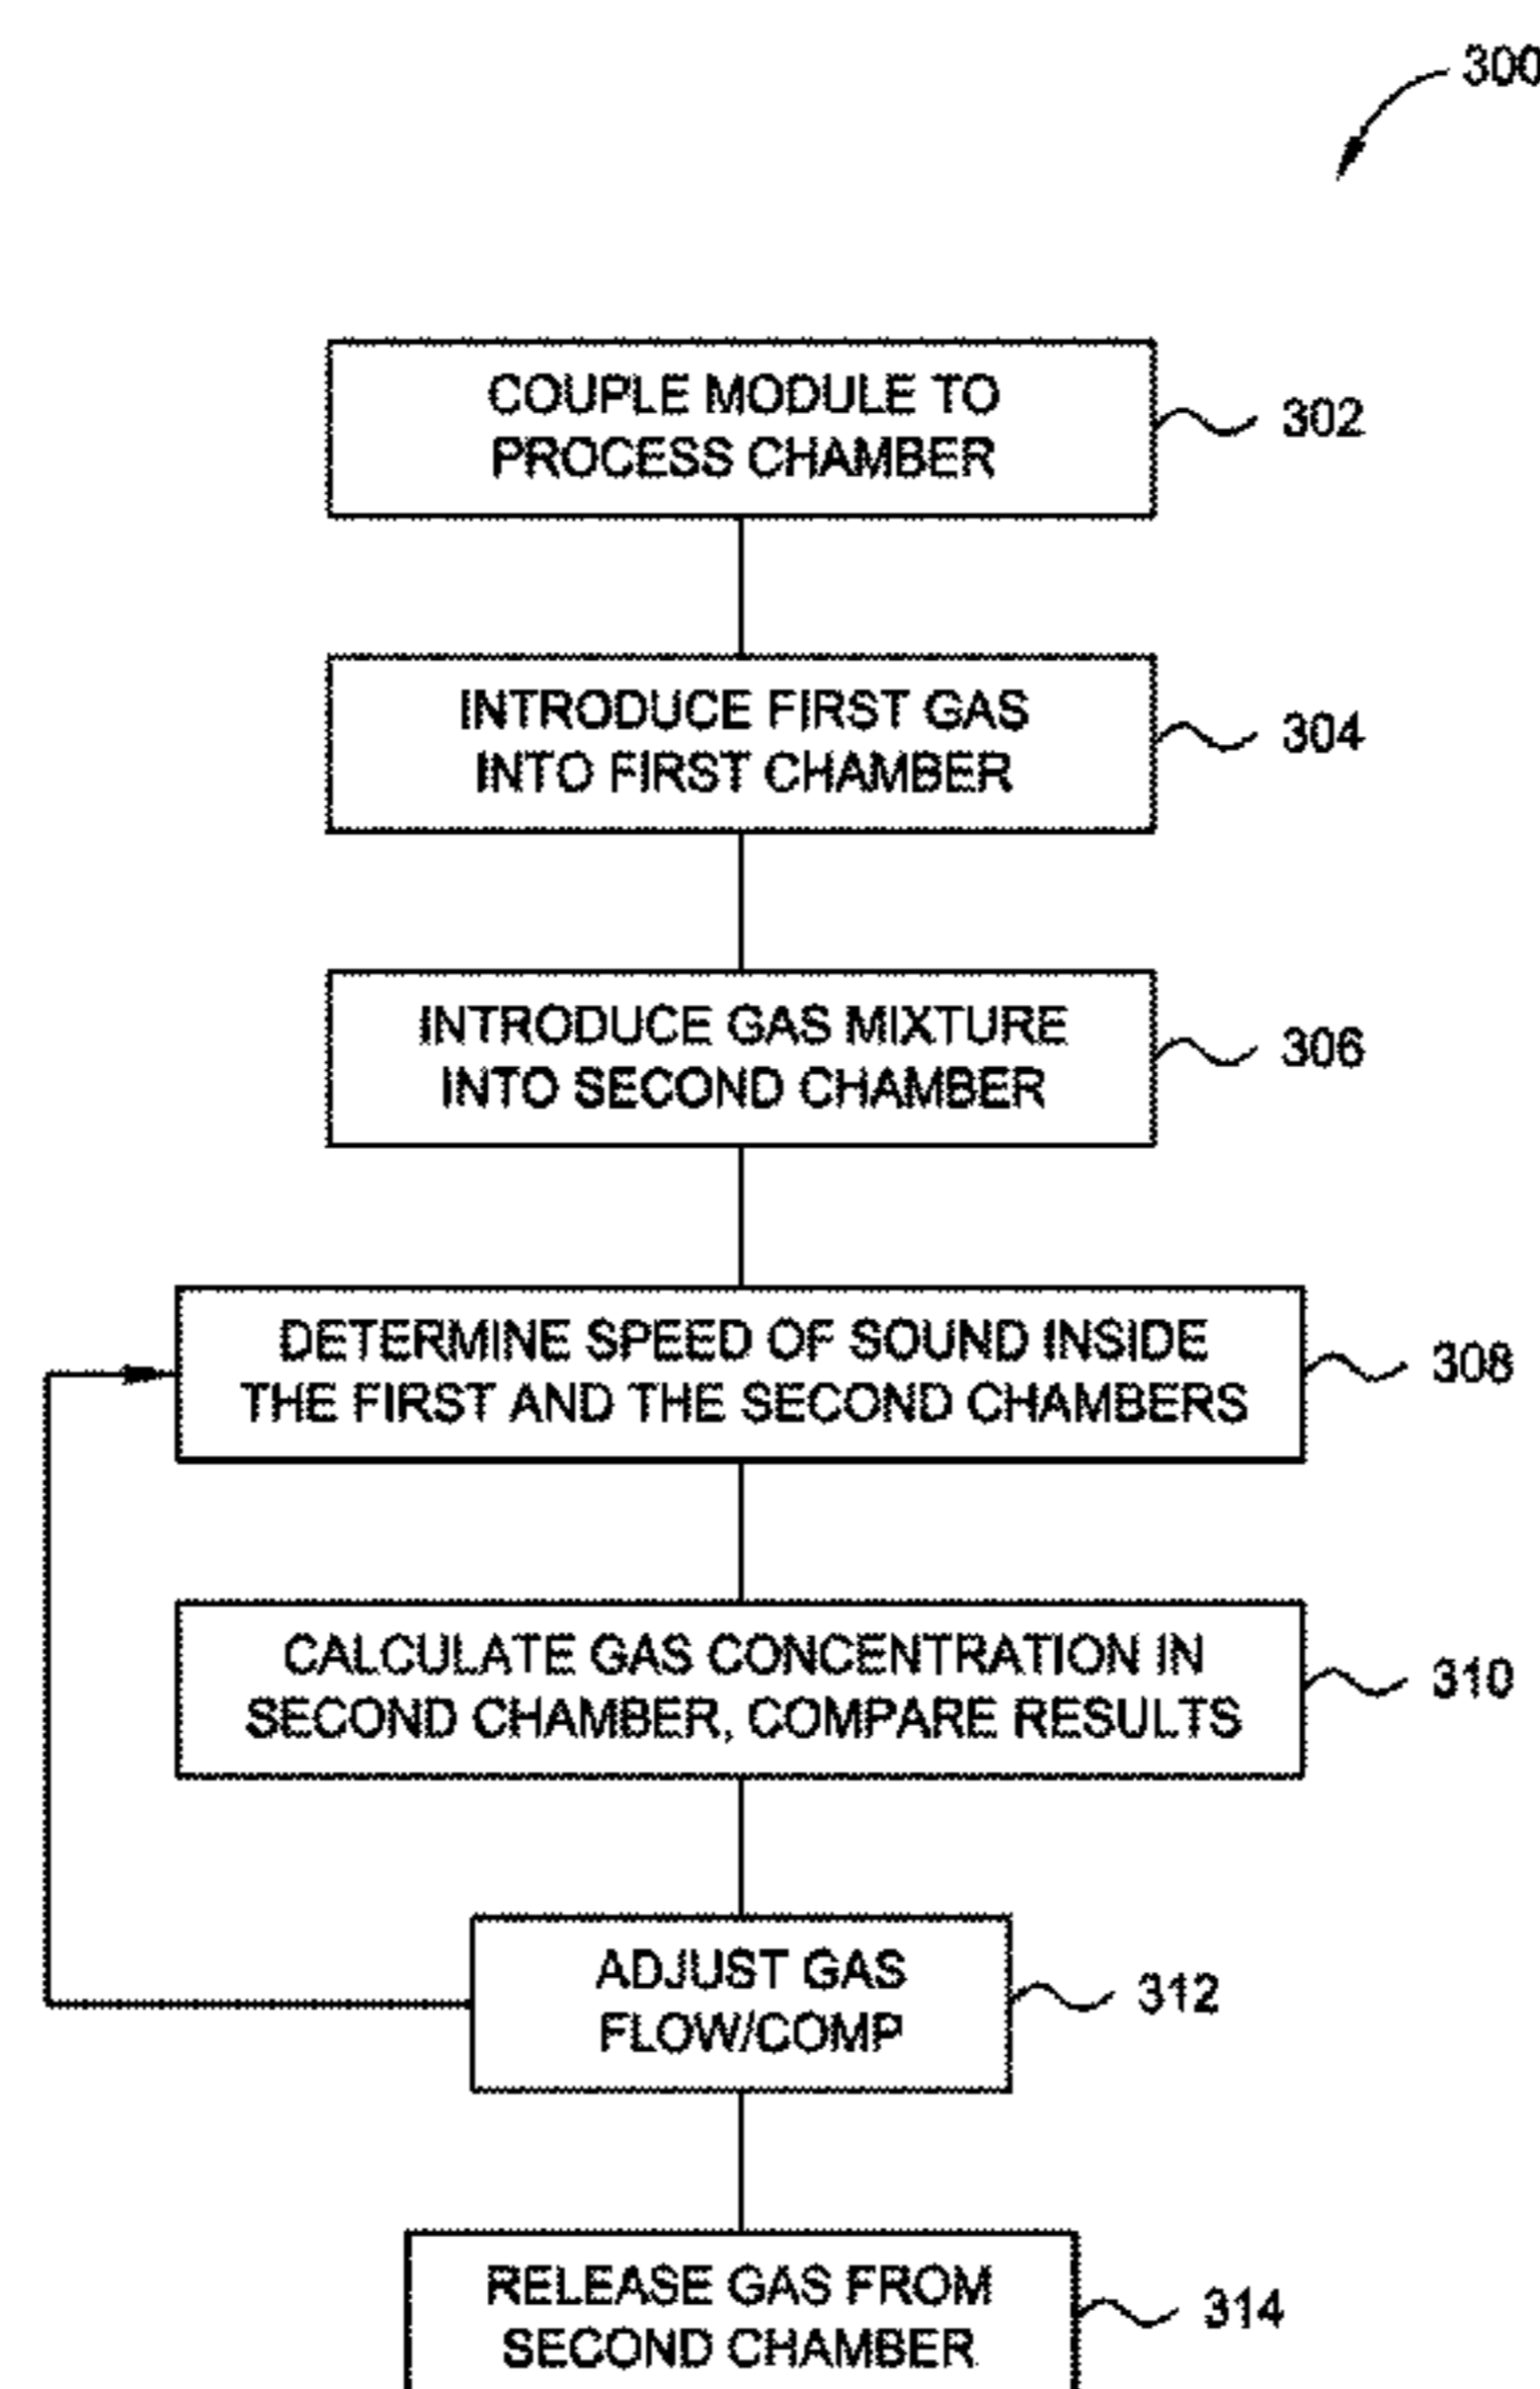 300
COUPLE MODULE TO
PROCESS CHAMBER
302
INTRODUCE FIRST GAS
INTO FIRST CHAMBER
304
INTRODUCE GAS MIXTURE
INTO SECOND CHAMBER
306
DETERMINE SPEED OF SOUND INSIDE
THE FIRST AND THE SECOND CHAMBERS
308
CALCULATE GAS CONCENTRATION IN
SECOND CHAMBER, COMPARE RESULTS
310
ADJUST GAS
FLOW/COMP
312
RELEASE GAS FROM
SECOND CHAMBER
314